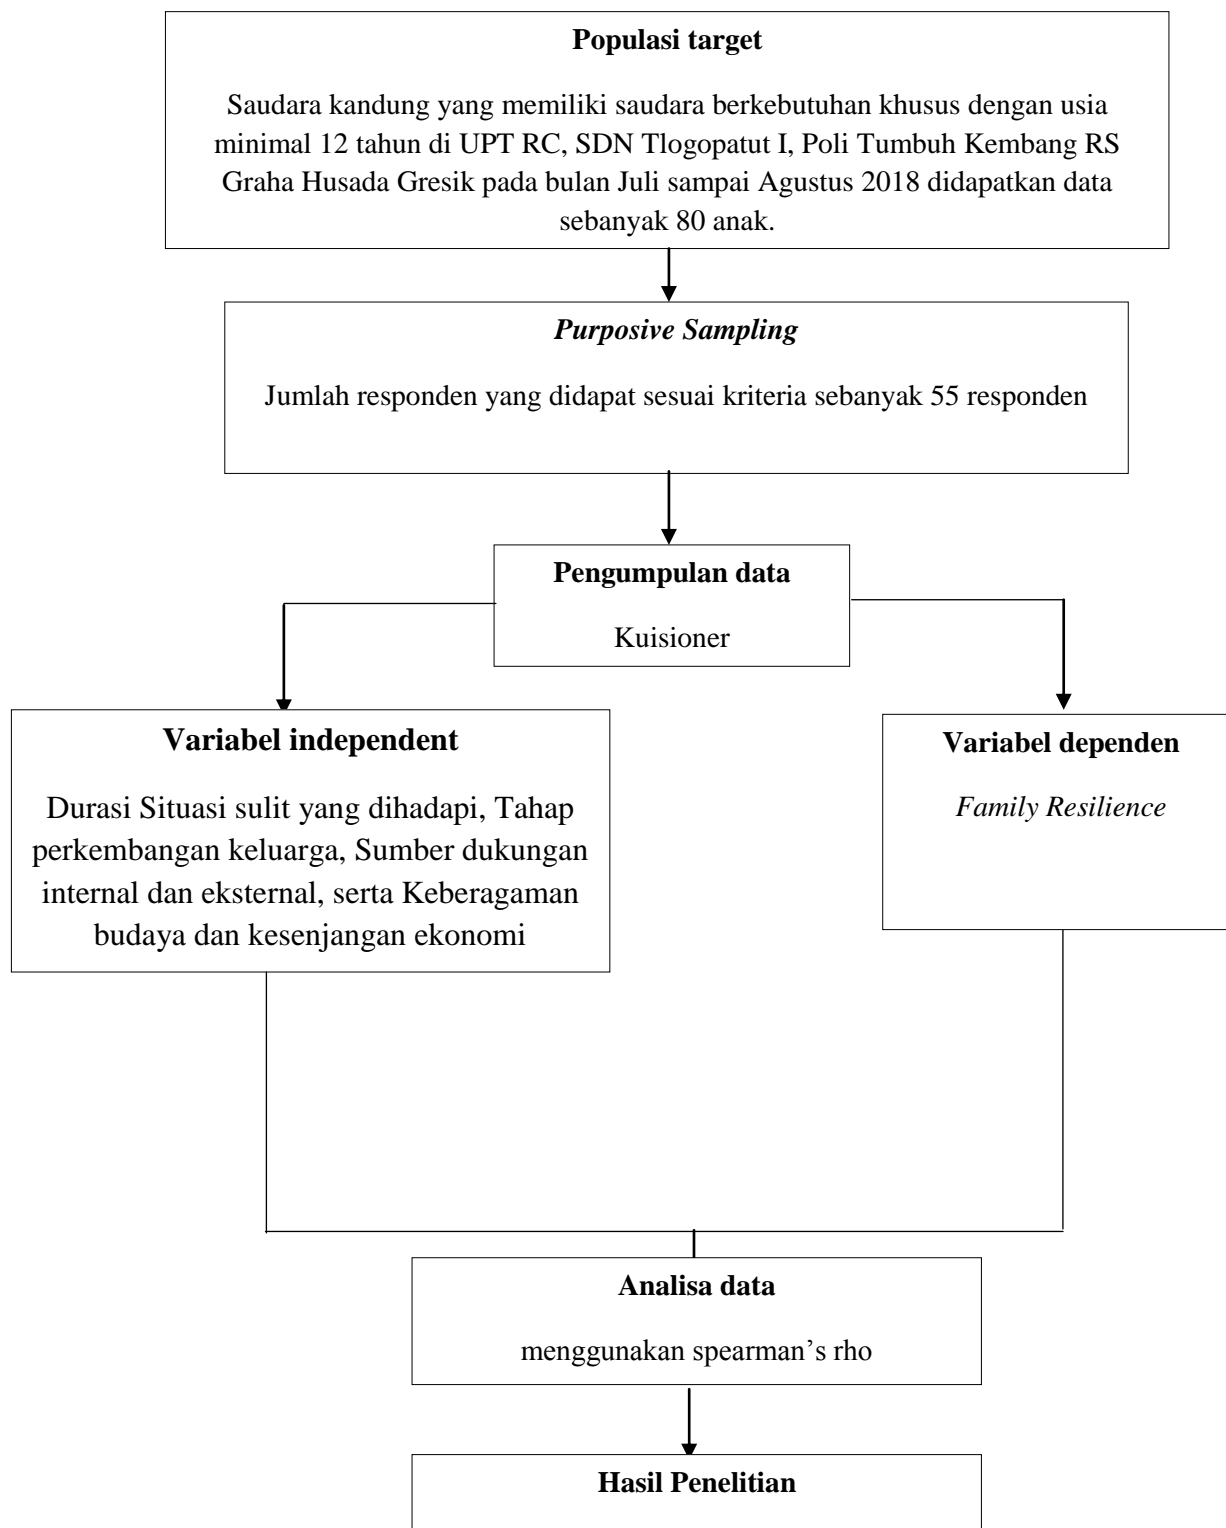 Populasi target
Saudara kandung yang memiliki saudara berkebutuhan khusus dengan usia
minimal 12 tahun di UPT RC, SDN Tlogopatut I, Poli Tumbuh Kembang RS
Graha Husada Gresik pada bulan Juli sampai Agustus 2018 didapatkan data
sebanyak 80 anak.
Purposive Sampling
Jumlah responden yang didapat sesuai kriteria sebanyak 55 responden
Pengumpulan data
Kuisioner
Variabel independent
Durasi Situasi sulit yang dihadapi, Tahap
perkembangan keluarga, Sumber dukungan
internal dan eksternal, serta Keberagaman
budaya dan kesenjangan ekonomi
Variabel dependen
Family Resilience
Analisa data
menggunakan spearman’s rho
Hasil Penelitian